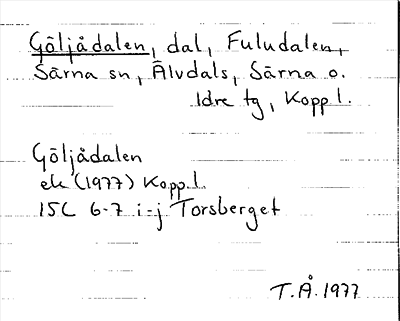 Göljådalen, dal, Fuludalen,
Särna sn, Älvdals, Särna o.
Idre tg, Kopp l.
Göljådalen
ek (1977) Kopp.l.
15C 6-7 i-j Torsberget
T.Å. 1977